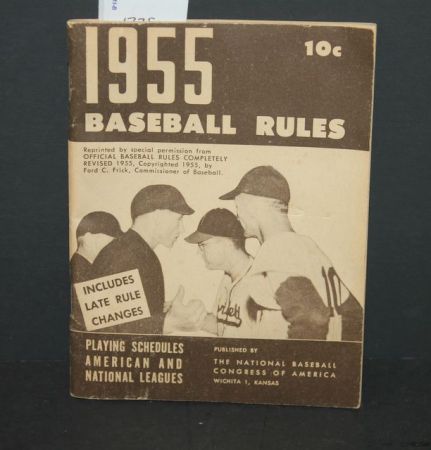 1955
10c
BASEBALL RULES
Reprinted by special permission from
OFFICIAL BASEBALL RULES COMPLETELY
REVISED 1955, Copyrighted 1955, by
Ford C. Frick, Commissioner of Baseball.
INCLUDES
LATE RULE
CHANGES
10
PLAYING SCHEDULES
AMERICAN AND
NATIONAL LEAGUES
PUBLISHED BY
THE NATIONAL BASEBALL
CONGRESS OF AMERICA
WICHITA 1, KANSAS